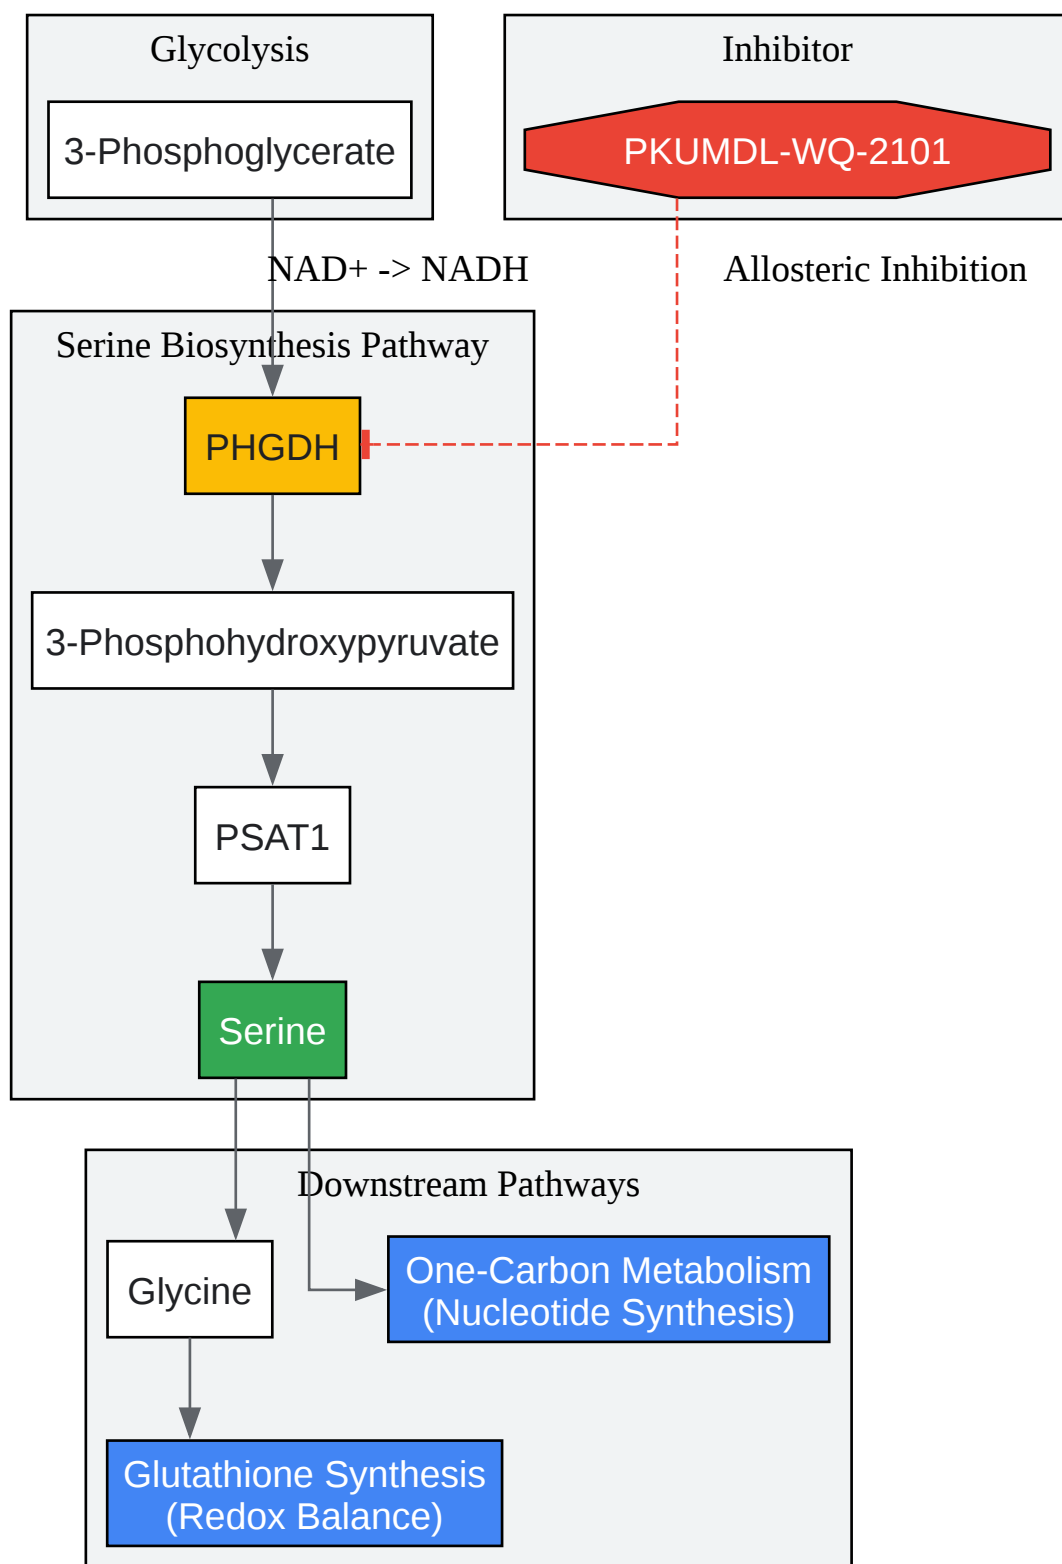 Glycolysis
3-Phosphoglycerate
Inhibitor
PKUMDL-WQ-2101
NAD+ -> NADH
Allosteric Inhibition
Serine Biosynthesis Pathway
PHGDH
3-Phosphohydroxypyruvate
PSAT1
Serine
Downstream Pathways
Glycine
One-Carbon Metabolism
(Nucleotide Synthesis)
Glutathione Synthesis
(Redox Balance)